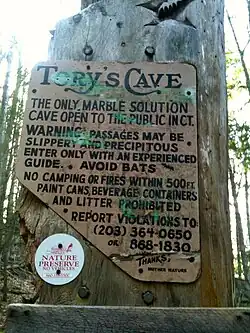 TORY'S CAVE
THE ONLY MARBLE SOLUTION
CAVE OPEN TO THE PUBLIC IN CT.
WARNING: PASSAGES MAY BE
SLIPPERY AND PRECIPITOUS
ENTER ONLY WITH AN EXPERIENCED
GUIDE. AVOID BATS
NO CAMPING OR FIRES WITHIN 500 FT.
PAINT CANS, BEVERAGE CONTAINERS
AND LITTER PROHIBITED
REPORT VIOLATIONS TO
(203) 364-0650
OR 868-1830
THANKS,
MOTHER NATURE
NATURE
PRESERVE
NO VEHICLES